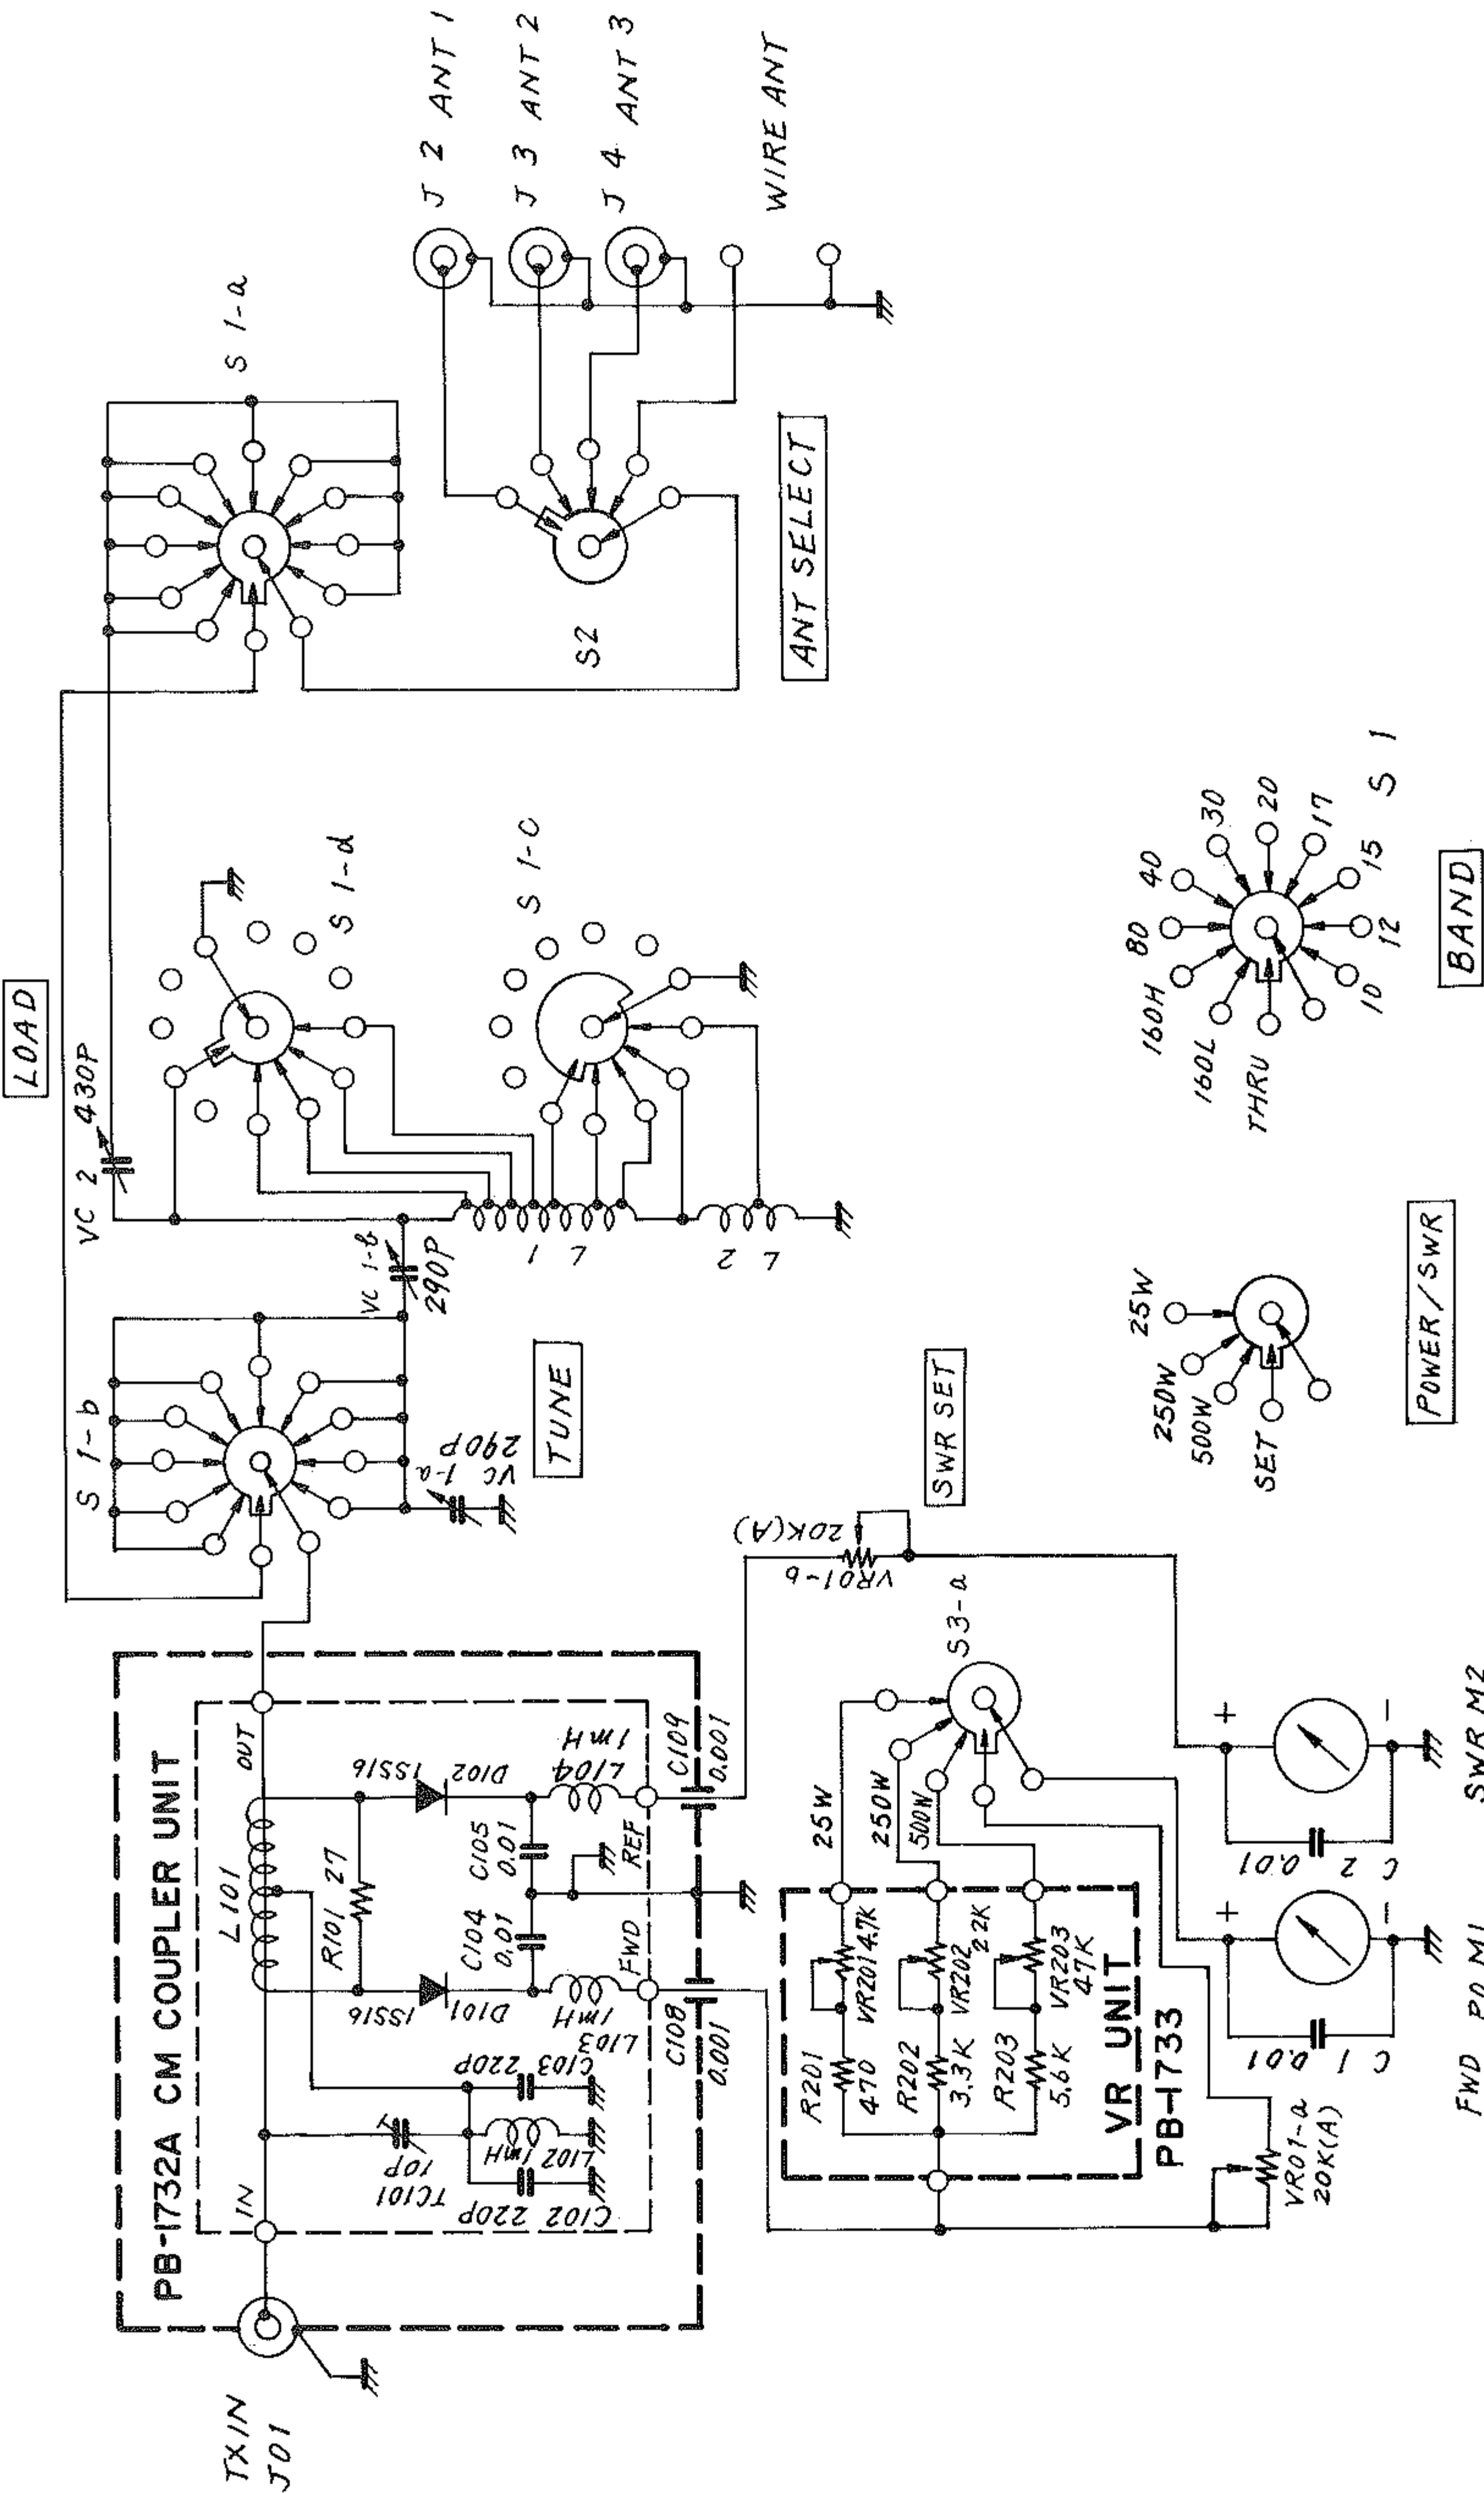 LOAD
VC 2 430P
S 1-a
J 2 ANT 1
J 3 ANT 2
J 4 ANT 3
WIRE ANT
S 1-b
S 1-d
S 1-c
VC 1-b
290P
VC
1-a
290P
L 1
L 2
TUNE
S2
ANT SELECT
PB-1732A CM COUPLER UNIT
TXIN
J01
IN
OUT
L101
R101 27
TC101
10P
C102 220P
L102 1mH
C103 220P
1SS16
D101
1SS16
D102
C104
0.01
C105
0.01
L103
1mH
L104
1mH
FWD
REF
C108
0.001
C109
0.001
VR01-b
20K(A)
SWR SET
R201
470
VR201 4.7K
R202
3.3K
VR202
22K
R203
5.6K
VR203
47K
VR UNIT
PB-1733
25W
250W
500W
S3-a
VR01-a
20K(A)
C 1
0.01
C 2
0.01
+
-
+
-
FWD PO M1
SWR M2
25W
250W
500W
SET
POWER/SWR
160L
160H
80
40
30
20
17
15
12
10
THRU
S 1
BAND